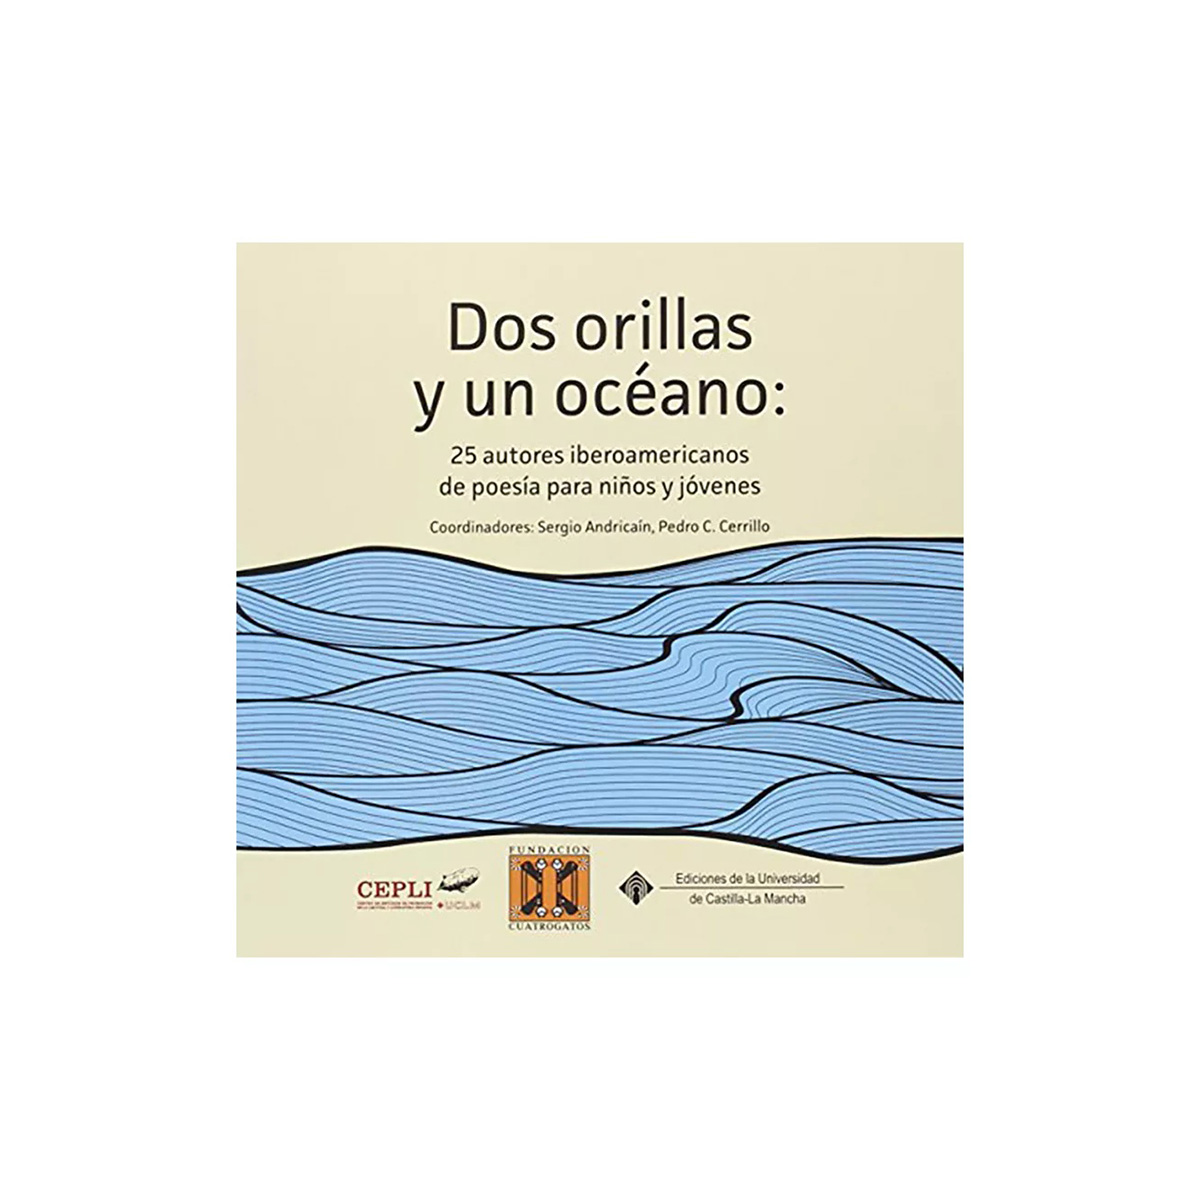 Dos orillas
y un océano:
25 autores iberoamericanos
de poesía para niños y jóvenes
Coordinadores: Sergio Andricaín, Pedro C. Cerrillo
CEPLI
UCLM
FUNDACION
CUATROGATOS
Ediciones de la Universidad
de Castilla-La Mancha